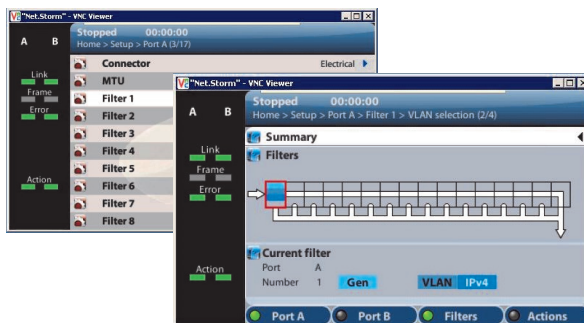 "Net.Storm" - VNC Viewer
Stopped 00:00:00
Home > Setup > Port A (3/17)
A B
Link
Frame
Error
Action
Connector Electrical
MTU
Filter 1
Filter 2
Filter 3
Filter 4
Filter 5
Filter 6
Filter 7
Filter 8
"Net.Storm" - VNC Viewer
Stopped 00:00:00
Home > Setup > Port A > Filter 1 > VLAN selection (2/4)
A B
Link
Frame
Error
Action
Summary
Filters
Current filter
Port A
Number 1 Gen VLAN IPv4
Port A Port B Filters Actions